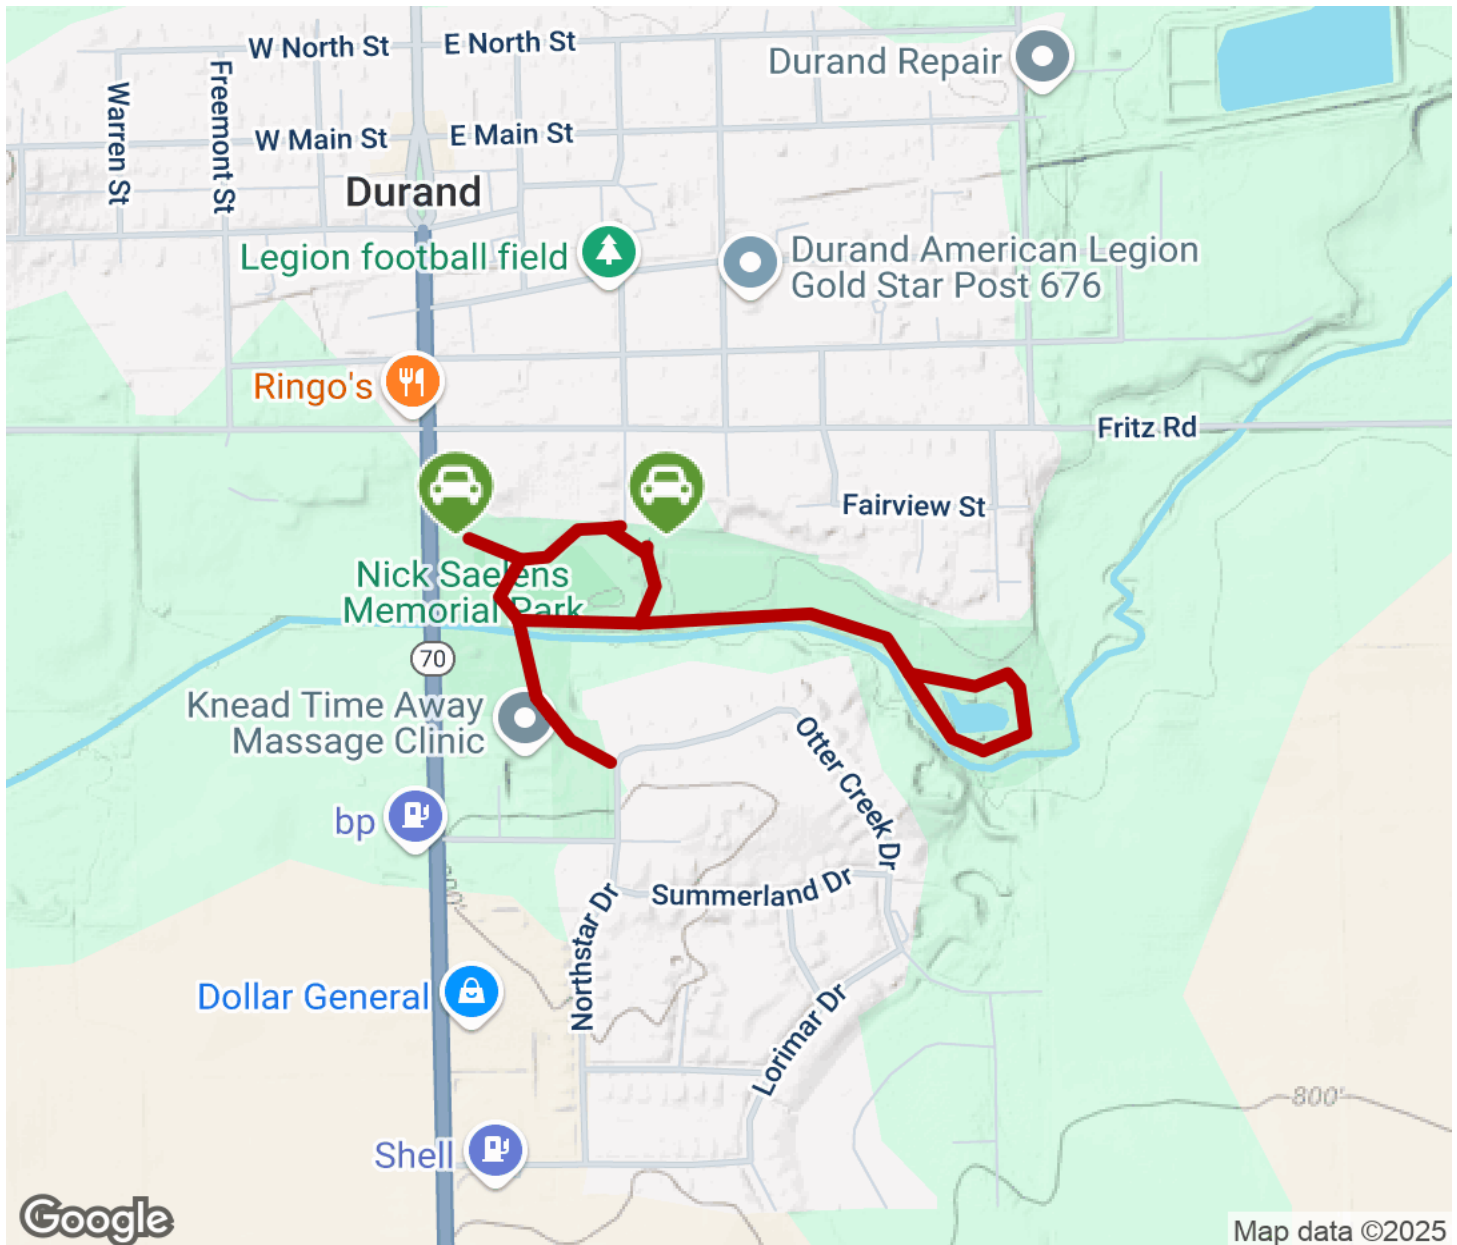 W North St
E North St
Durand Repair
Warren St
Freemont St
W Main St
E Main St
Durand
Legion football field
Durand American Legion
Gold Star Post 676
Ringo's
Fritz Rd
Fairview St
Nick Saelens
Memorial Park
70
Knead Time Away
Massage Clinic
Otter Creek Dr
bp
Summerland Dr
Northstar Dr
Dollar General
Lorimar Dr
800'
Shell
Google
Map data ©2025